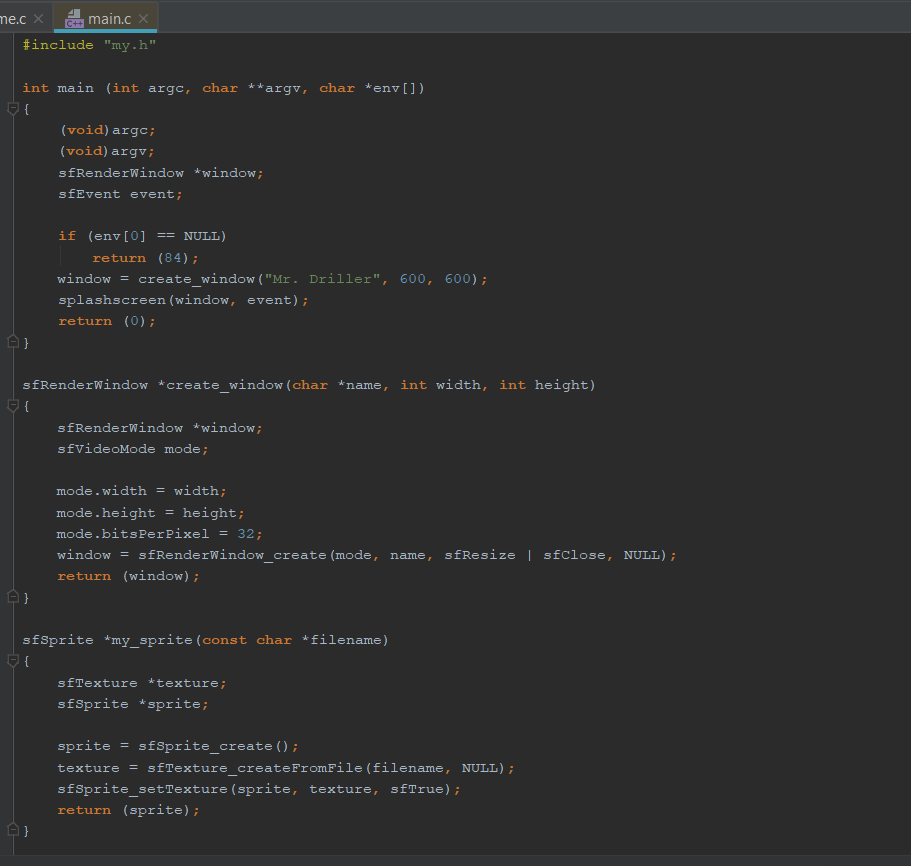 me.c main.c
#include "my.h"
int main (int argc, char **argv, char *env[])
{
(void)argc;
(void)argv;
sfRenderWindow *window;
sfEvent event;
if (env[0] == NULL)
return (84);
window = create_window("Mr. Driller", 600, 600);
splashscreen(window, event);
return (0);
}
sfRenderWindow *create_window(char *name, int width, int height)
{
sfRenderWindow *window;
sfVideoMode mode;
mode.width = width;
mode.height = height;
mode.bitsPerPixel = 32;
window = sfRenderWindow_create(mode, name, sfResize | sfClose, NULL);
return (window);
}
sfSprite *my_sprite(const char *filename)
{
sfTexture *texture;
sfSprite *sprite;
sprite = sfSprite_create();
texture = sfTexture_createFromFile(filename, NULL);
sfSprite_setTexture(sprite, texture, sfTrue);
return (sprite);
}